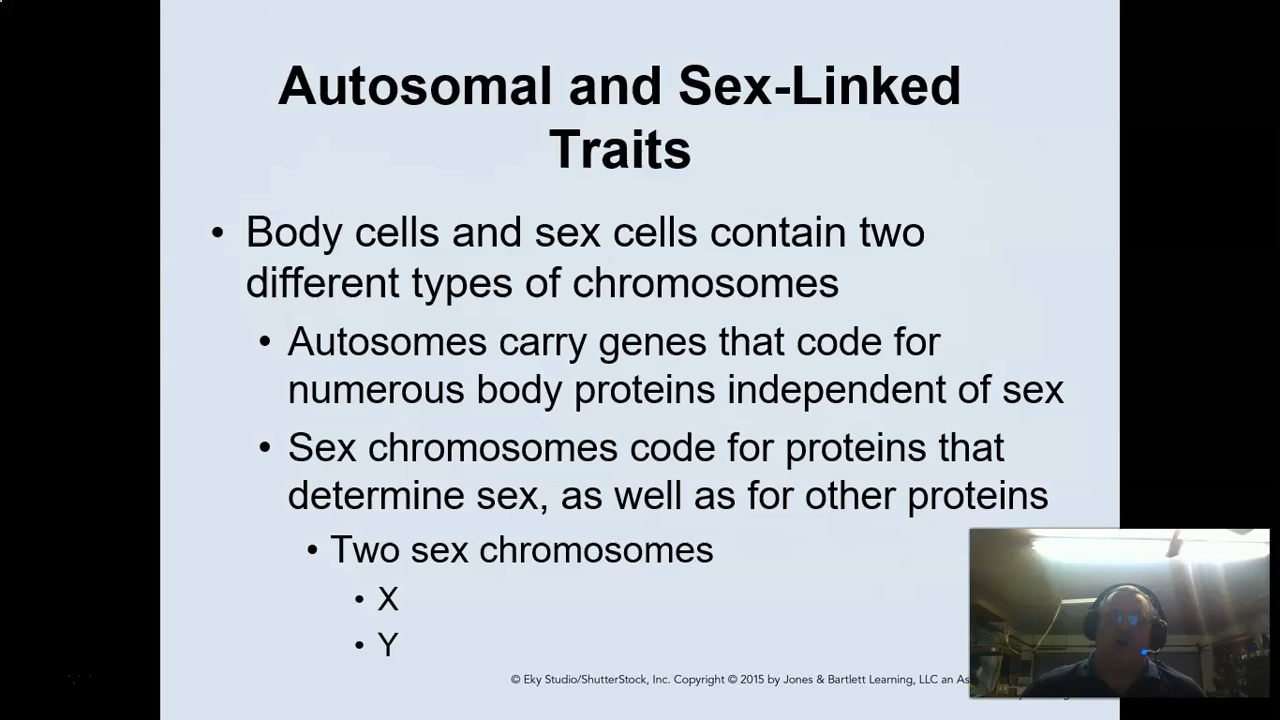 Autosomal and Sex-Linked
Traits
• Body cells and sex cells contain two
different types of chromosomes
• Autosomes carry genes that code for
numerous body proteins independent of sex
• Sex chromosomes code for proteins that
determine sex, as well as for other proteins
• Two sex chromosomes
• X
• Y
© Eky Studio/ShutterStock, Inc. Copyright © 2015 by Jones & Bartlett Learning, LLC an